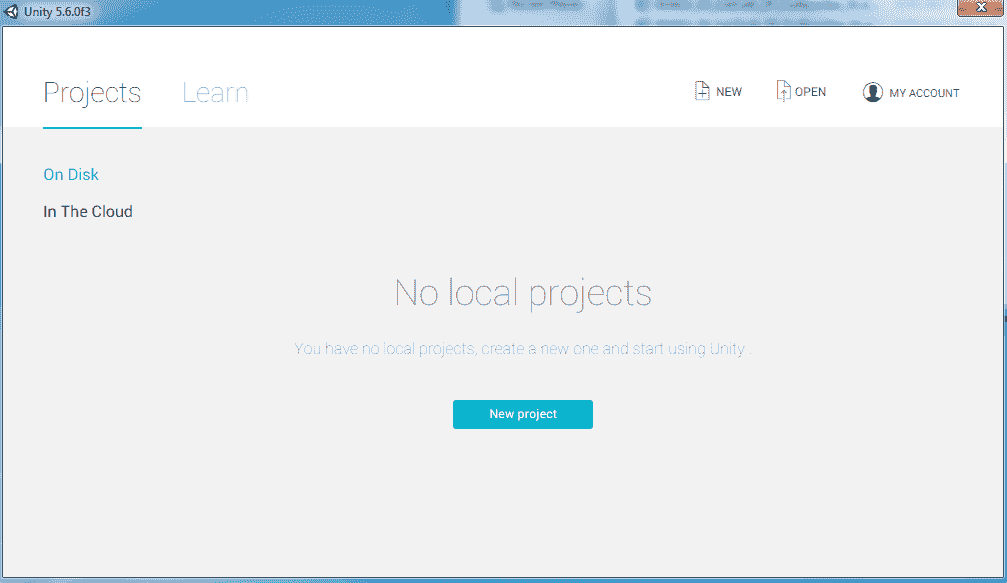 Unity 5.6.0f3
Projects Learn NEW OPEN MY ACCOUNT
On Disk
In The Cloud
No local projects
You have no local projects, create a new one and start using Unity.
New project